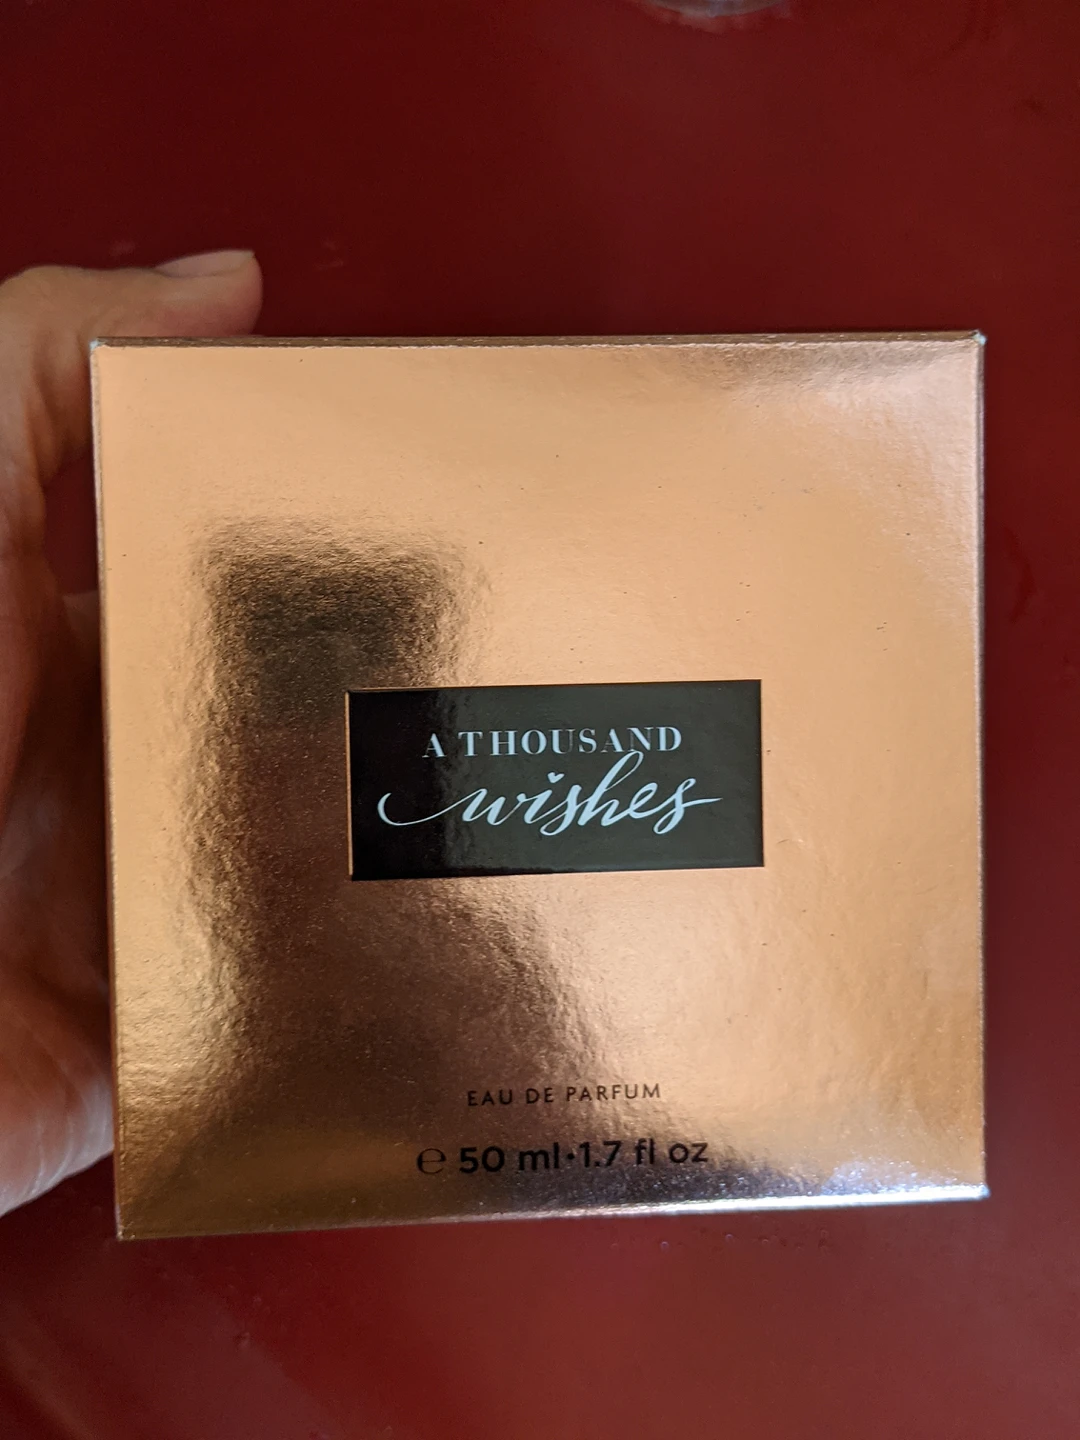 A THOUSAND
wishes
EAU DE PARFUM
℮ 50 ml·1.7 fl oz